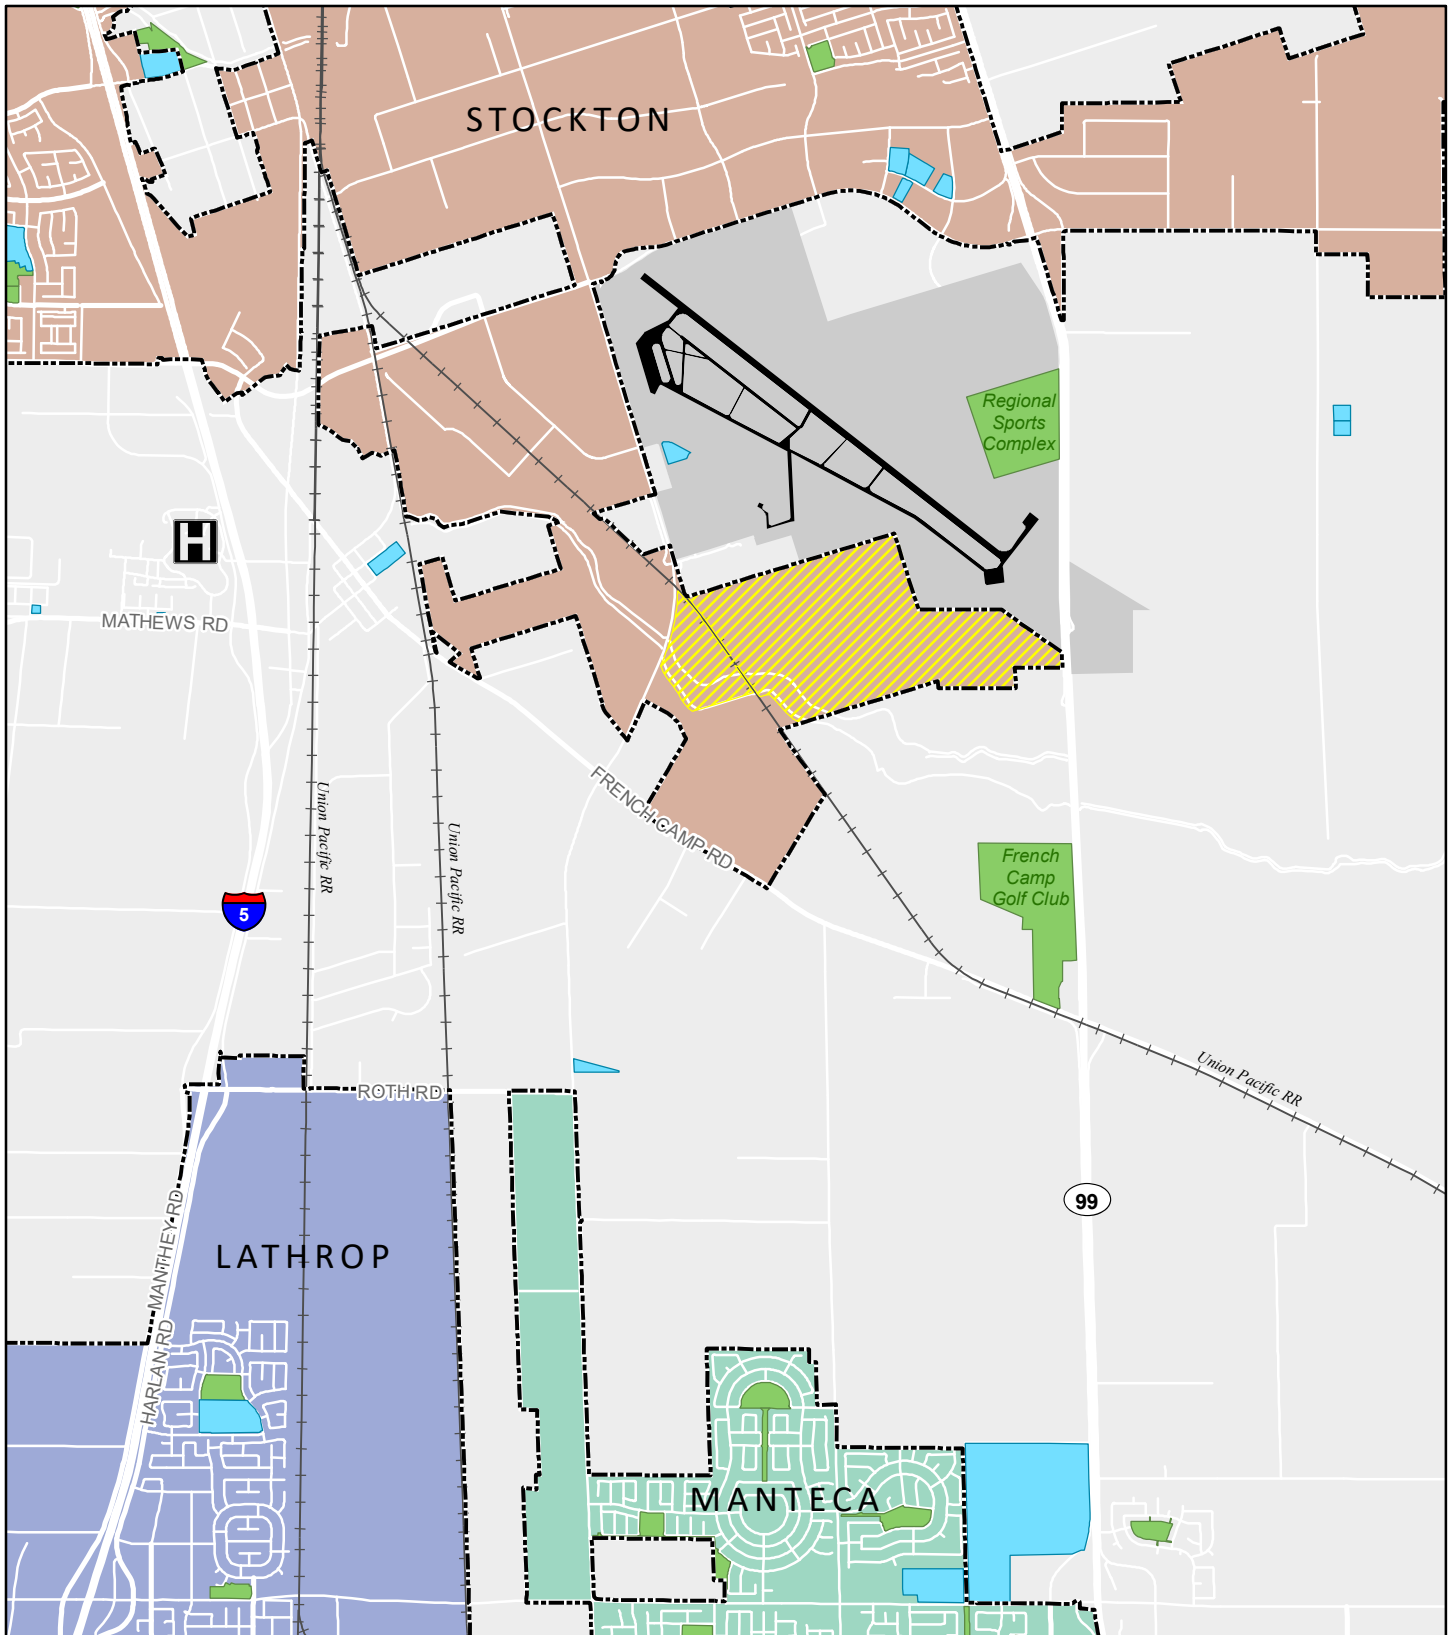 STOCKTON
Regional
Sports
Complex
H
MATHEWS RD
FRENCH CAMP RD
Union Pacific RR
Union Pacific RR
French
Camp
Golf Club
5
Union Pacific RR
ROTH RD
99
MANTHEY RD
LATHROP
HARLAN RD
MANTECA